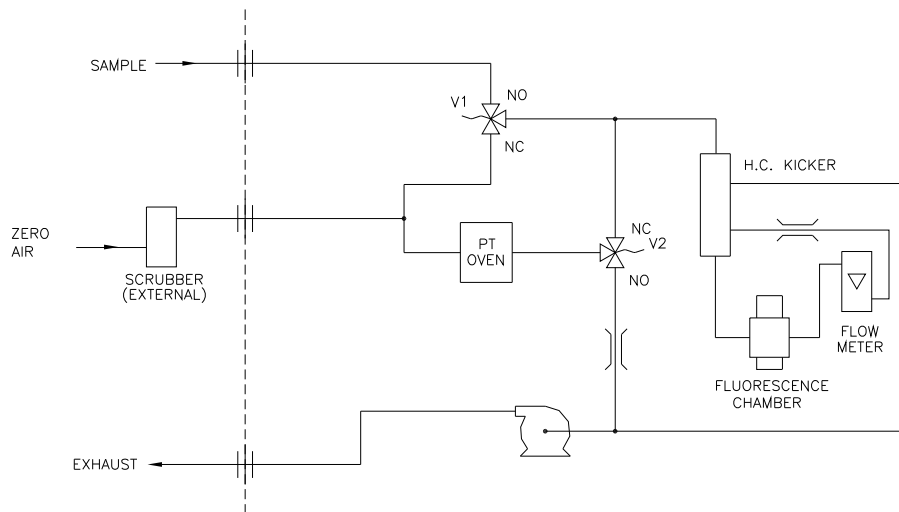 SAMPLE
V1
NO
NC
H.C. KICKER
ZERO
AIR
SCRUBBER
(EXTERNAL)
PT
OVEN
NC
V2
NO
FLOW
METER
FLUORESCENCE
CHAMBER
EXHAUST